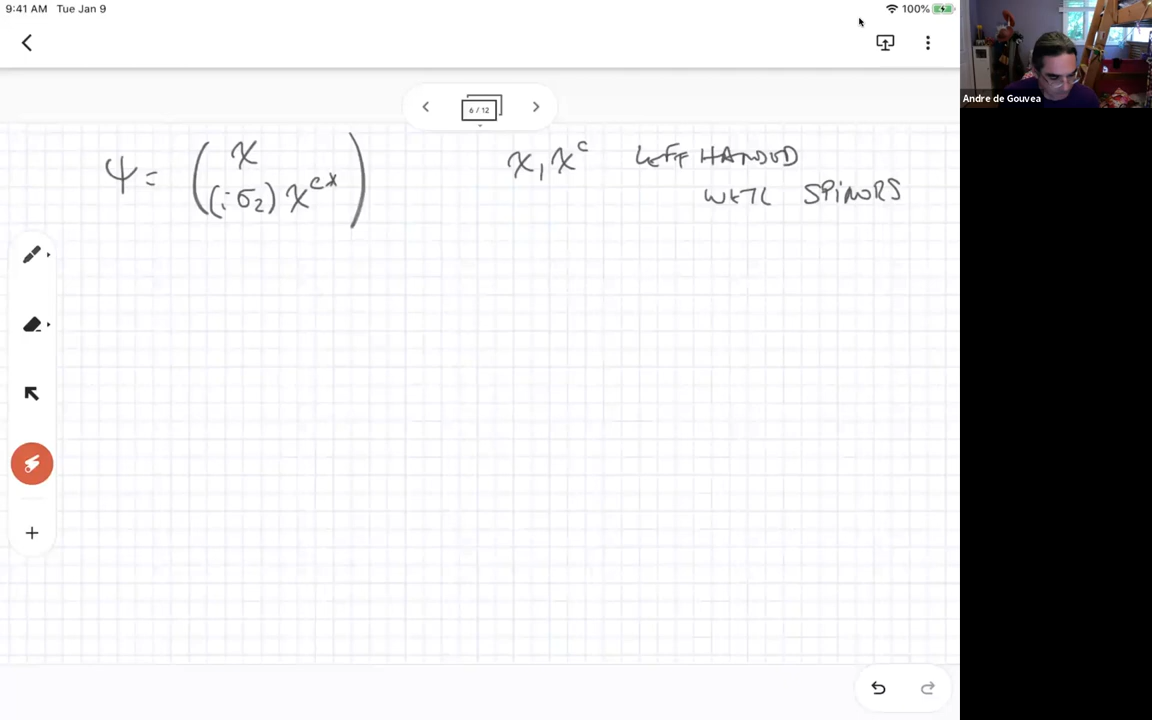 9:41 AM Tue Jan 9
100%
Andre de Gouvea
6 / 12
Ψ = ( χ
(iσ₂) χ^{c*} )
χ, χ^c LEFT HANDED
WEYL SPINORS